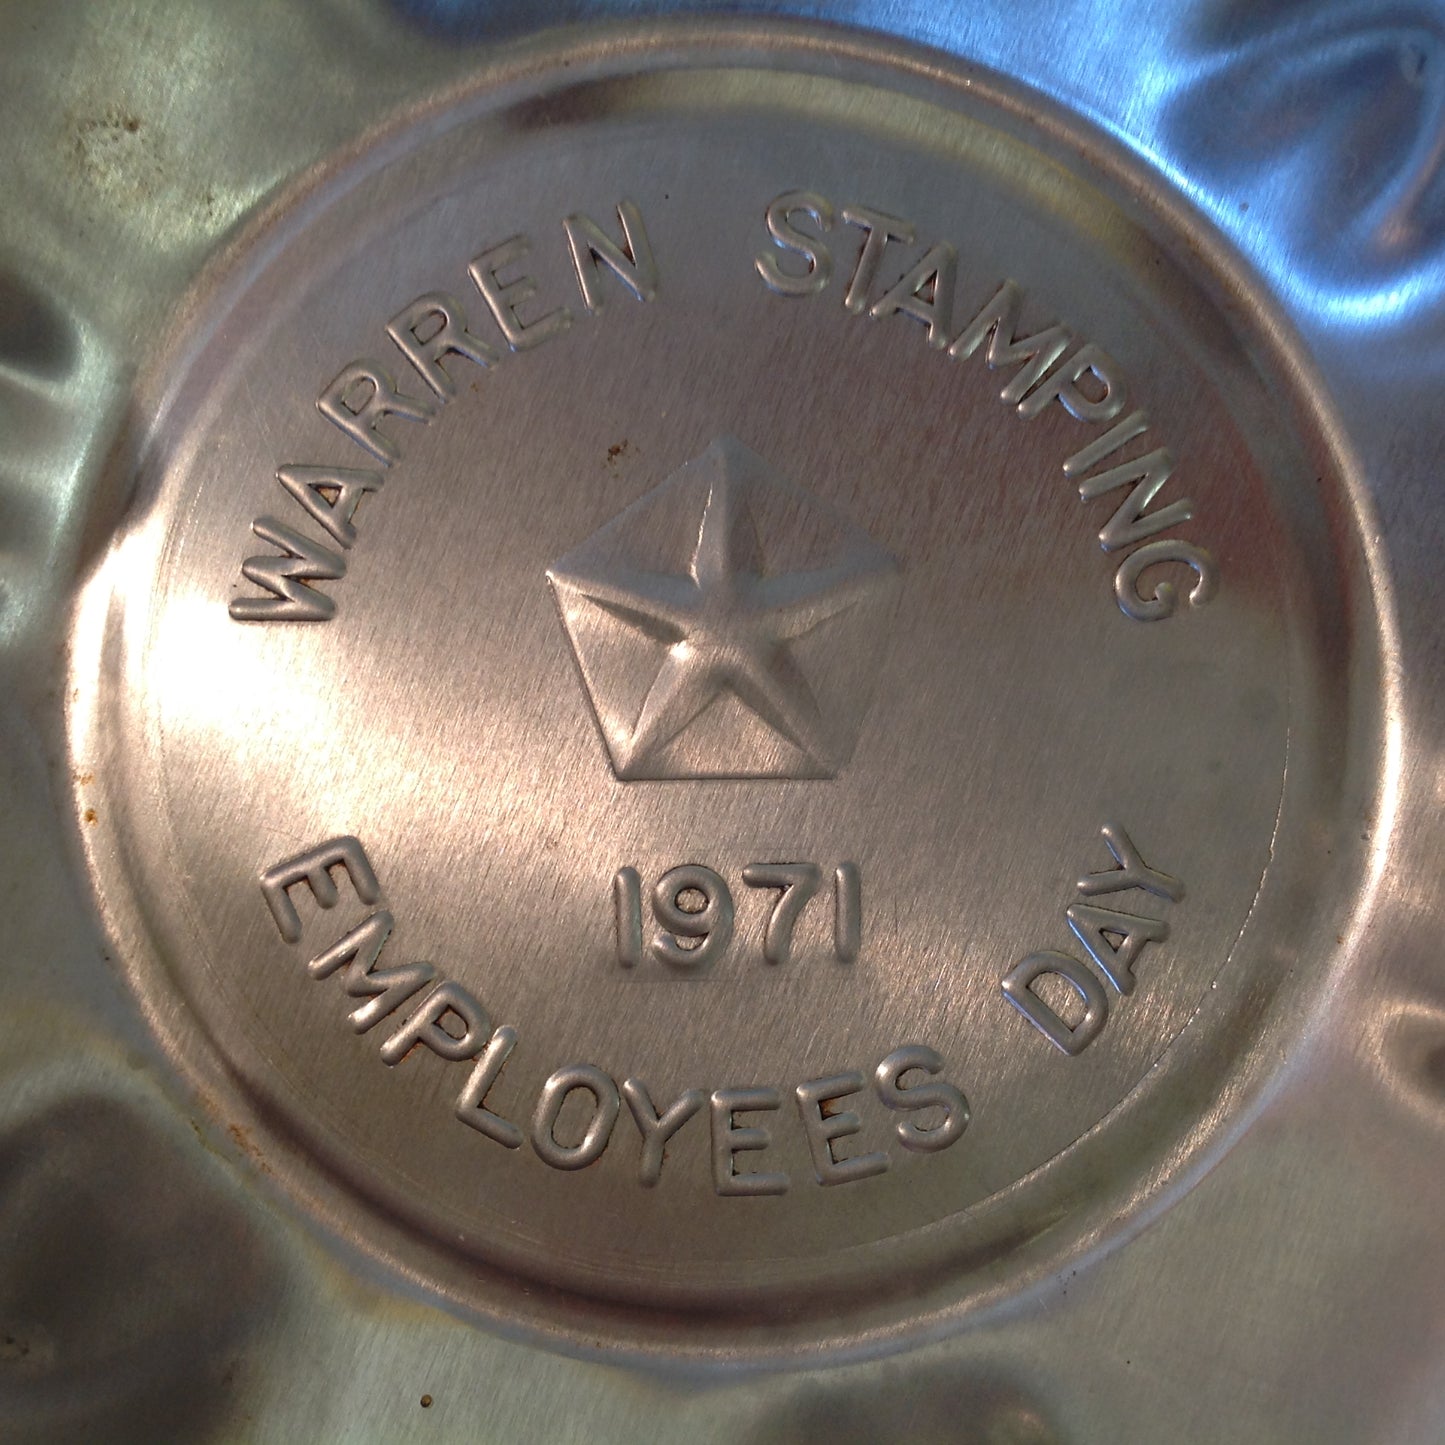 WARREN STAMPING
1971
EMPLOYEES DAY